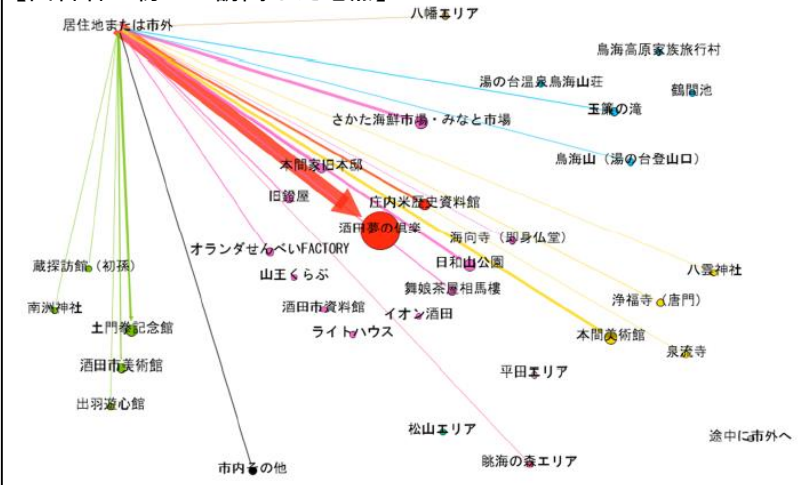 居住地または市外
八幡エリア
鳥海高原家族旅行村
湯の台温泉鳥海山荘
鶴間池
玉簾の滝
さかた海鮮市場・みなと市場
鳥海山（湯の台登山口）
本間家旧本邸
旧鐙屋
庄内米歴史資料館
酒田夢の倶楽
海向寺（即身仏堂）
オランダせんべいFACTORY
日和山公園
蔵探訪館（初孫）
山王くらぶ
八雲神社
舞娘茶屋相馬樓
浄福寺（唐門）
南洲神社
酒田市資料館
イオン酒田
土門拳記念館
ライトハウス
本間美術館
泉流寺
酒田市美術館
平田エリア
出羽遊心館
松山エリア
途中に市外へ
市内その他
眺海の森エリア